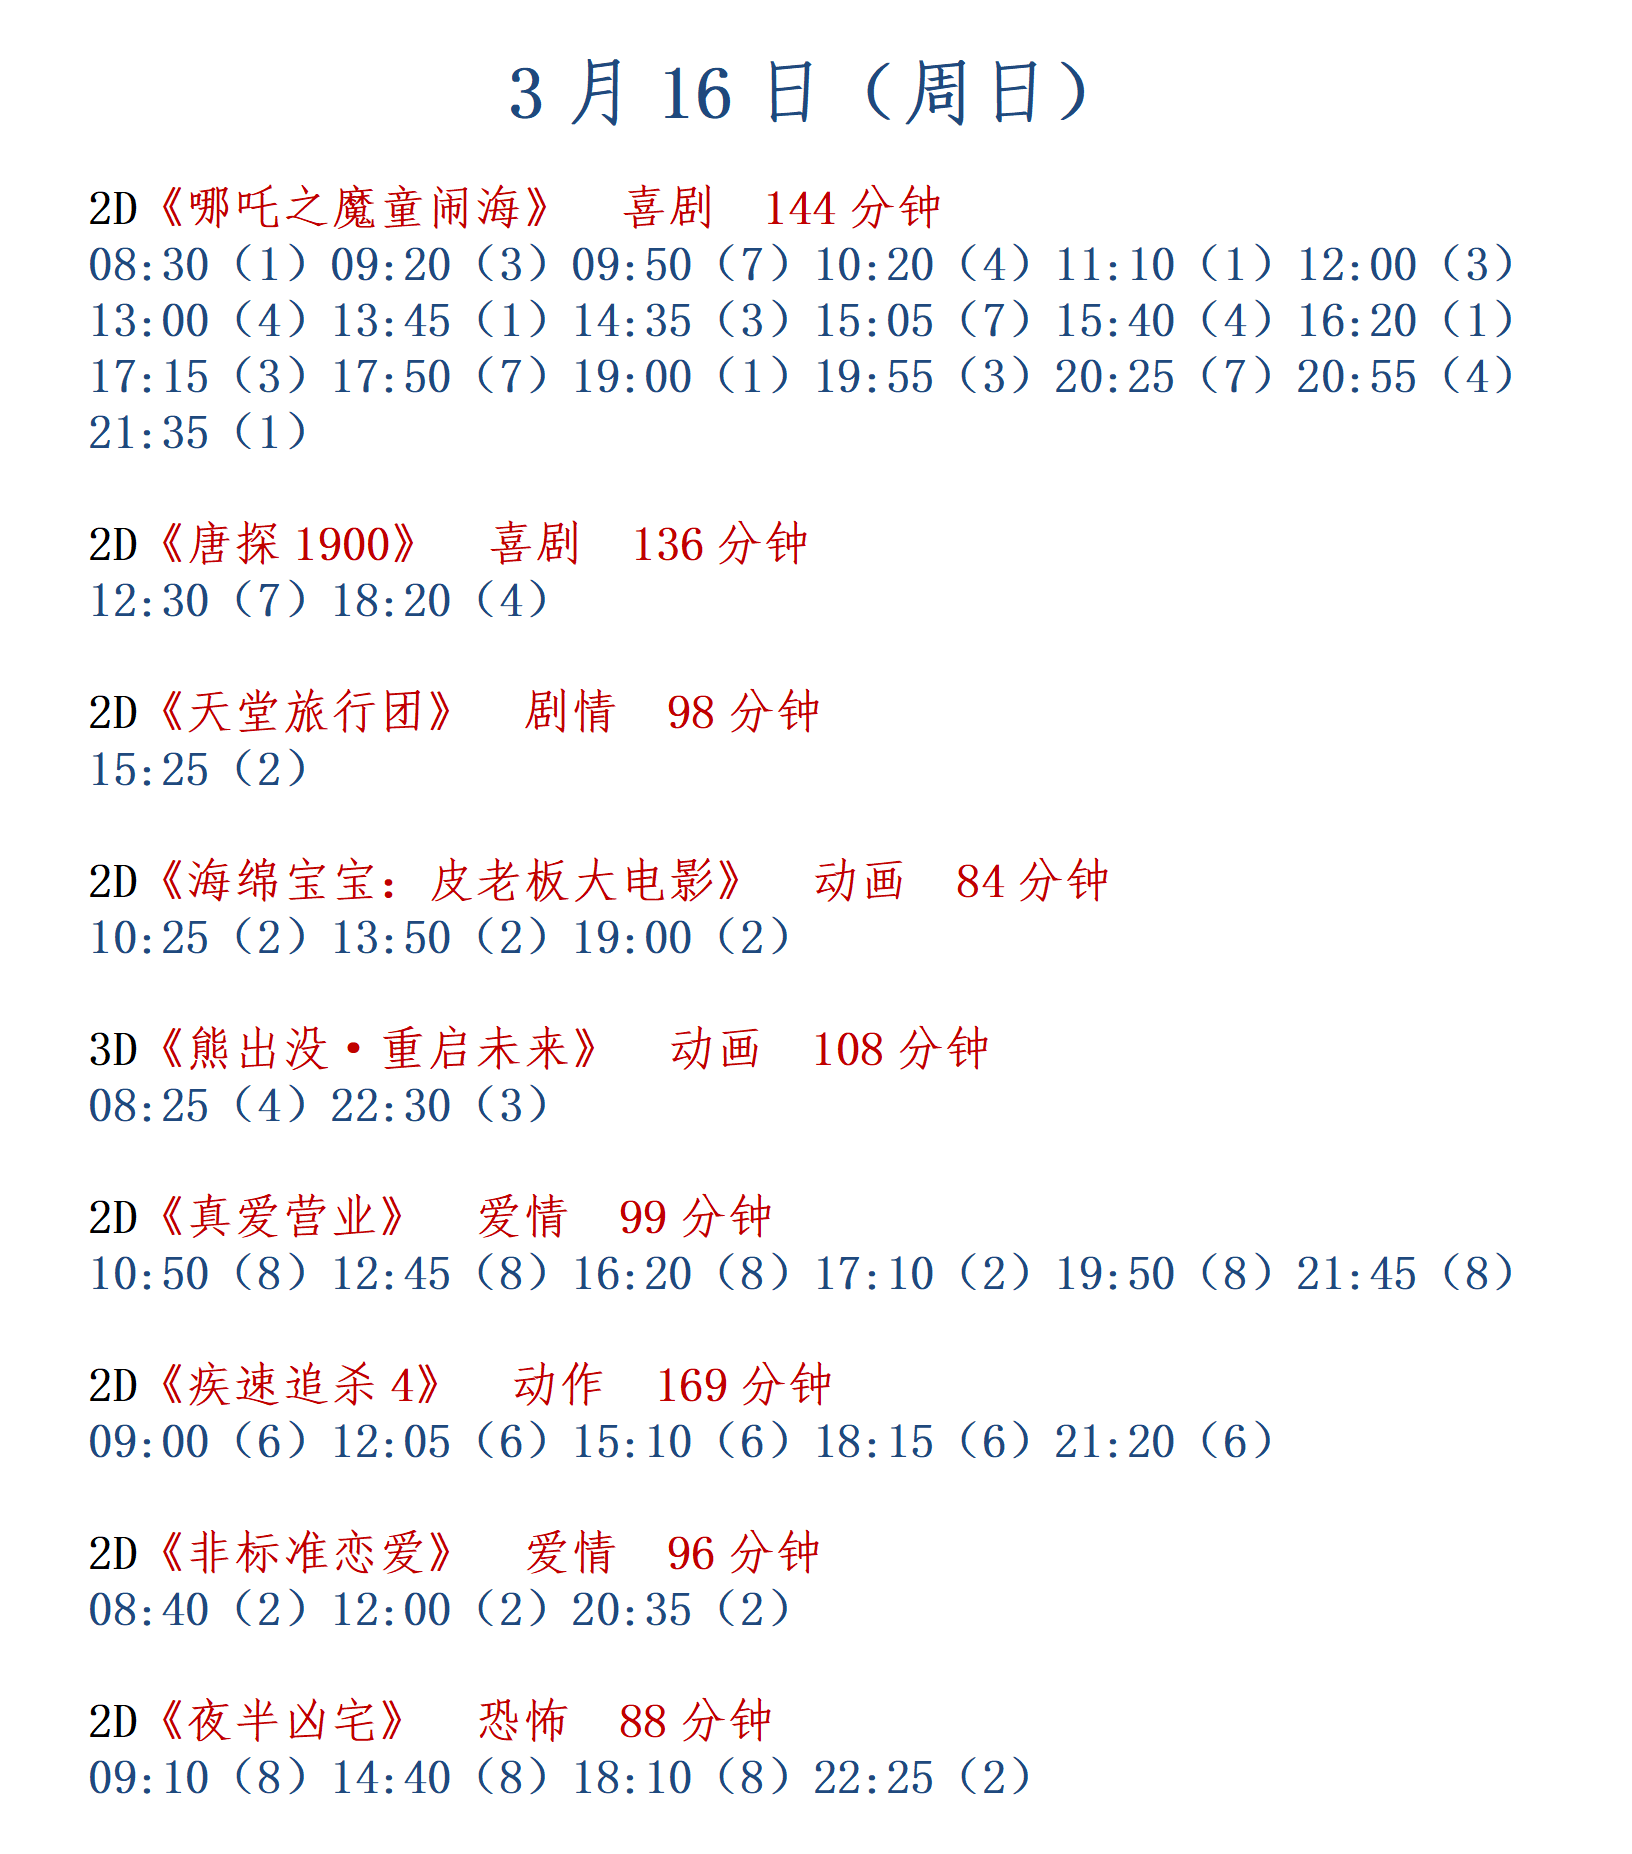 3 月 16 日（周日）
2D《哪吒之魔童闹海》 喜剧 144 分钟
08:30（1）09:20（3）09:50（7）10:20（4）11:10（1）12:00（3）
13:00（4）13:45（1）14:35（3）15:05（7）15:40（4）16:20（1）
17:15（3）17:50（7）19:00（1）19:55（3）20:25（7）20:55（4）
21:35（1）
2D《唐探 1900》 喜剧 136 分钟
12:30（7）18:20（4）
2D《天堂旅行团》 剧情 98 分钟
15:25（2）
2D《海绵宝宝：皮老板大电影》 动画 84 分钟
10:25（2）13:50（2）19:00（2）
3D《熊出没·重启未来》 动画 108 分钟
08:25（4）22:30（3）
2D《真爱营业》 爱情 99 分钟
10:50（8）12:45（8）16:20（8）17:10（2）19:50（8）21:45（8）
2D《疾速追杀 4》 动作 169 分钟
09:00（6）12:05（6）15:10（6）18:15（6）21:20（6）
2D《非标准恋爱》 爱情 96 分钟
08:40（2）12:00（2）20:35（2）
2D《夜半凶宅》 恐怖 88 分钟
09:10（8）14:40（8）18:10（8）22:25（2）